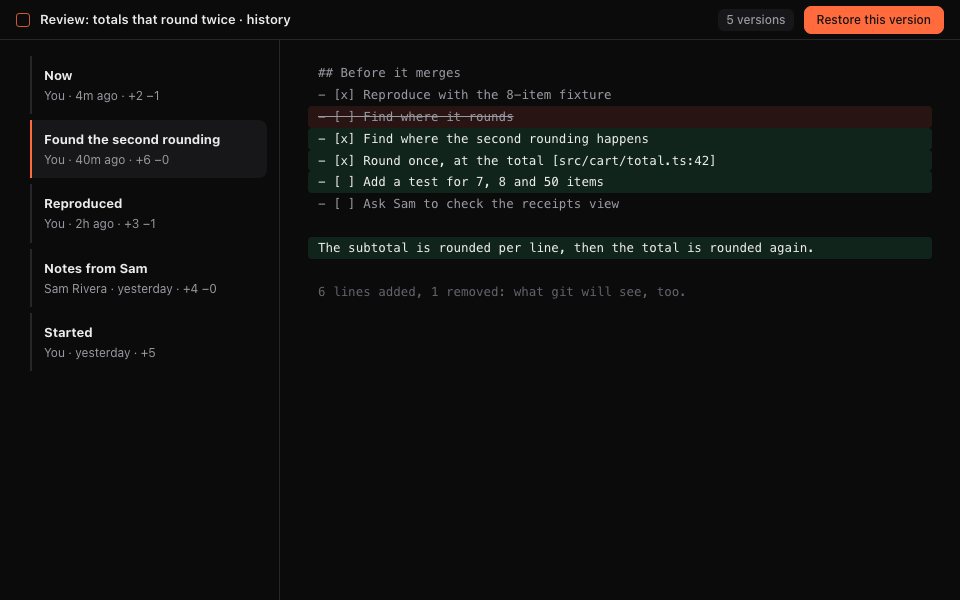 Review: totals that round twice · history
5 versions
Restore this version
Now
You · 4m ago · +2 −1
Found the second rounding
You · 40m ago · +6 −0
Reproduced
You · 2h ago · +3 −1
Notes from Sam
Sam Rivera · yesterday · +4 −0
Started
You · yesterday · +5
## Before it merges
- [x] Reproduce with the 8-item fixture
- [ ] Find where it rounds
- [x] Find where the second rounding happens
- [x] Round once, at the total [src/cart/total.ts:42]
- [ ] Add a test for 7, 8 and 50 items
- [ ] Ask Sam to check the receipts view
The subtotal is rounded per line, then the total is rounded again.
6 lines added, 1 removed: what git will see, too.